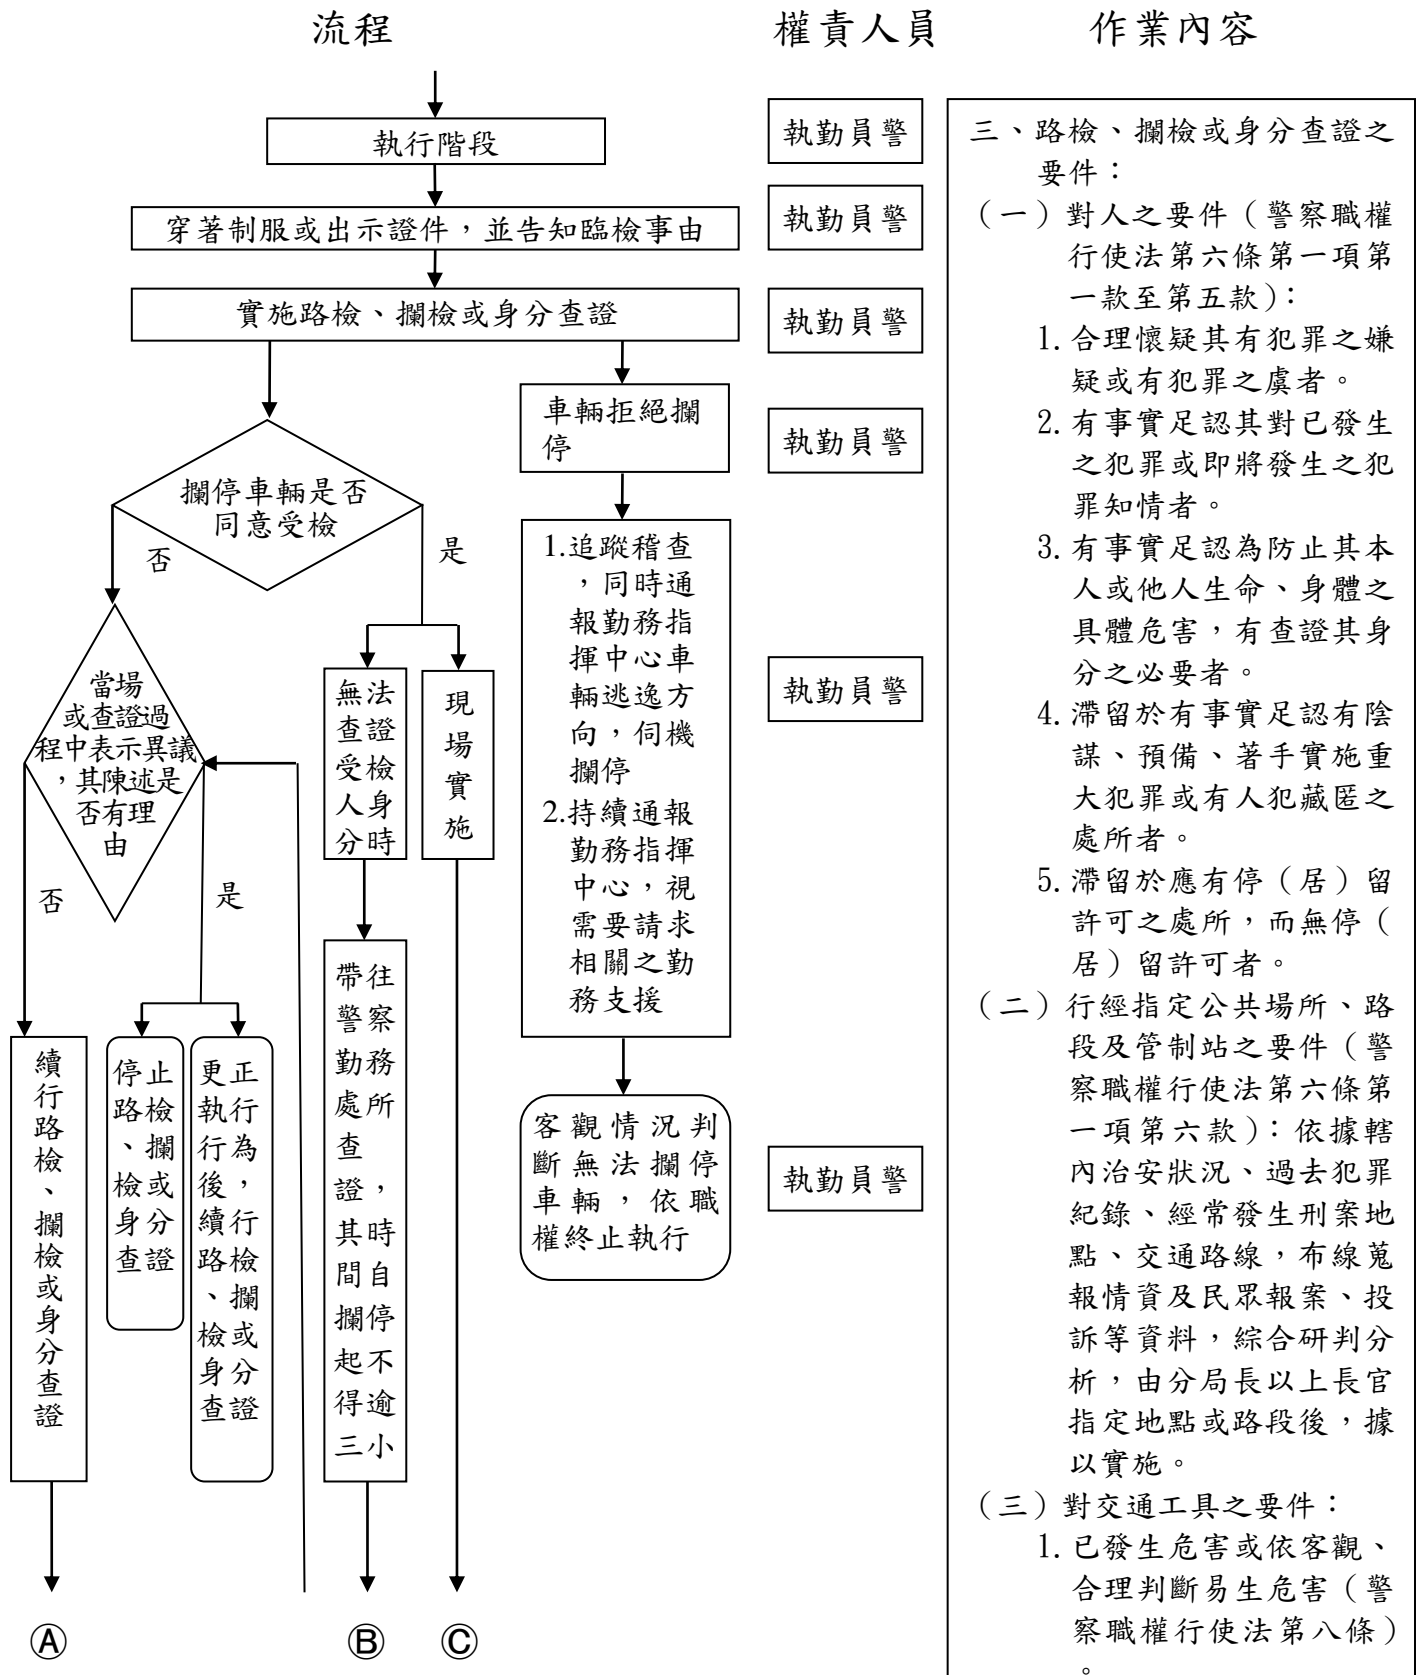 流程
權責人員
作業內容
執行階段
穿著制服或出示證件，並告知臨檢事由
實施路檢、攔檢或身分查證
車輛拒絕攔
停
攔停車輛是否
同意受檢
否
是
1.追蹤稽查
，同時通
報勤務指
揮中心車
輛逃逸方
向，伺機
攔停
2.持續通報
勤務指揮
中心，視
需要請求
相關之勤
務支援
當場
或查證過
程中表示異議
，其陳述是
否有理
由
否
是
無法
查證
受檢
人身
分時
現
場
實
施
帶往
警察
勤務
處所
查
證，
其時
間自
攔停
起不
得逾
三小
續
行
路
檢
、
攔
檢
或
身
分
查
證
停止
路檢
、攔
檢或
身分
查證
更正
執行
行為
後，
續行
路檢
、攔
檢或
身分
查證
客觀情況判
斷無法攔停
車輛，依職
權終止執行
Ⓐ
Ⓑ
Ⓒ
執勤員警
執勤員警
執勤員警
執勤員警
執勤員警
執勤員警
三、路檢、攔檢或身分查證之
要件：
（一）對人之要件（警察職權
行使法第六條第一項第
一款至第五款）：
1.合理懷疑其有犯罪之嫌
疑或有犯罪之虞者。
2.有事實足認其對已發生
之犯罪或即將發生之犯
罪知情者。
3.有事實足認為防止其本
人或他人生命、身體之
具體危害，有查證其身
分之必要者。
4.滯留於有事實足認有陰
謀、預備、著手實施重
大犯罪或有人犯藏匿之
處所者。
5.滯留於應有停（居）留
許可之處所，而無停（
居）留許可者。
（二）行經指定公共場所、路
段及管制站之要件（警
察職權行使法第六條第
一項第六款）：依據轄
內治安狀況、過去犯罪
紀錄、經常發生刑案地
點、交通路線，布線蒐
報情資及民眾報案、投
訴等資料，綜合研判分
析，由分局長以上長官
指定地點或路段後，據
以實施。
（三）對交通工具之要件：
1.已發生危害或依客觀、
合理判斷易生危害（警
察職權行使法第八條）
。